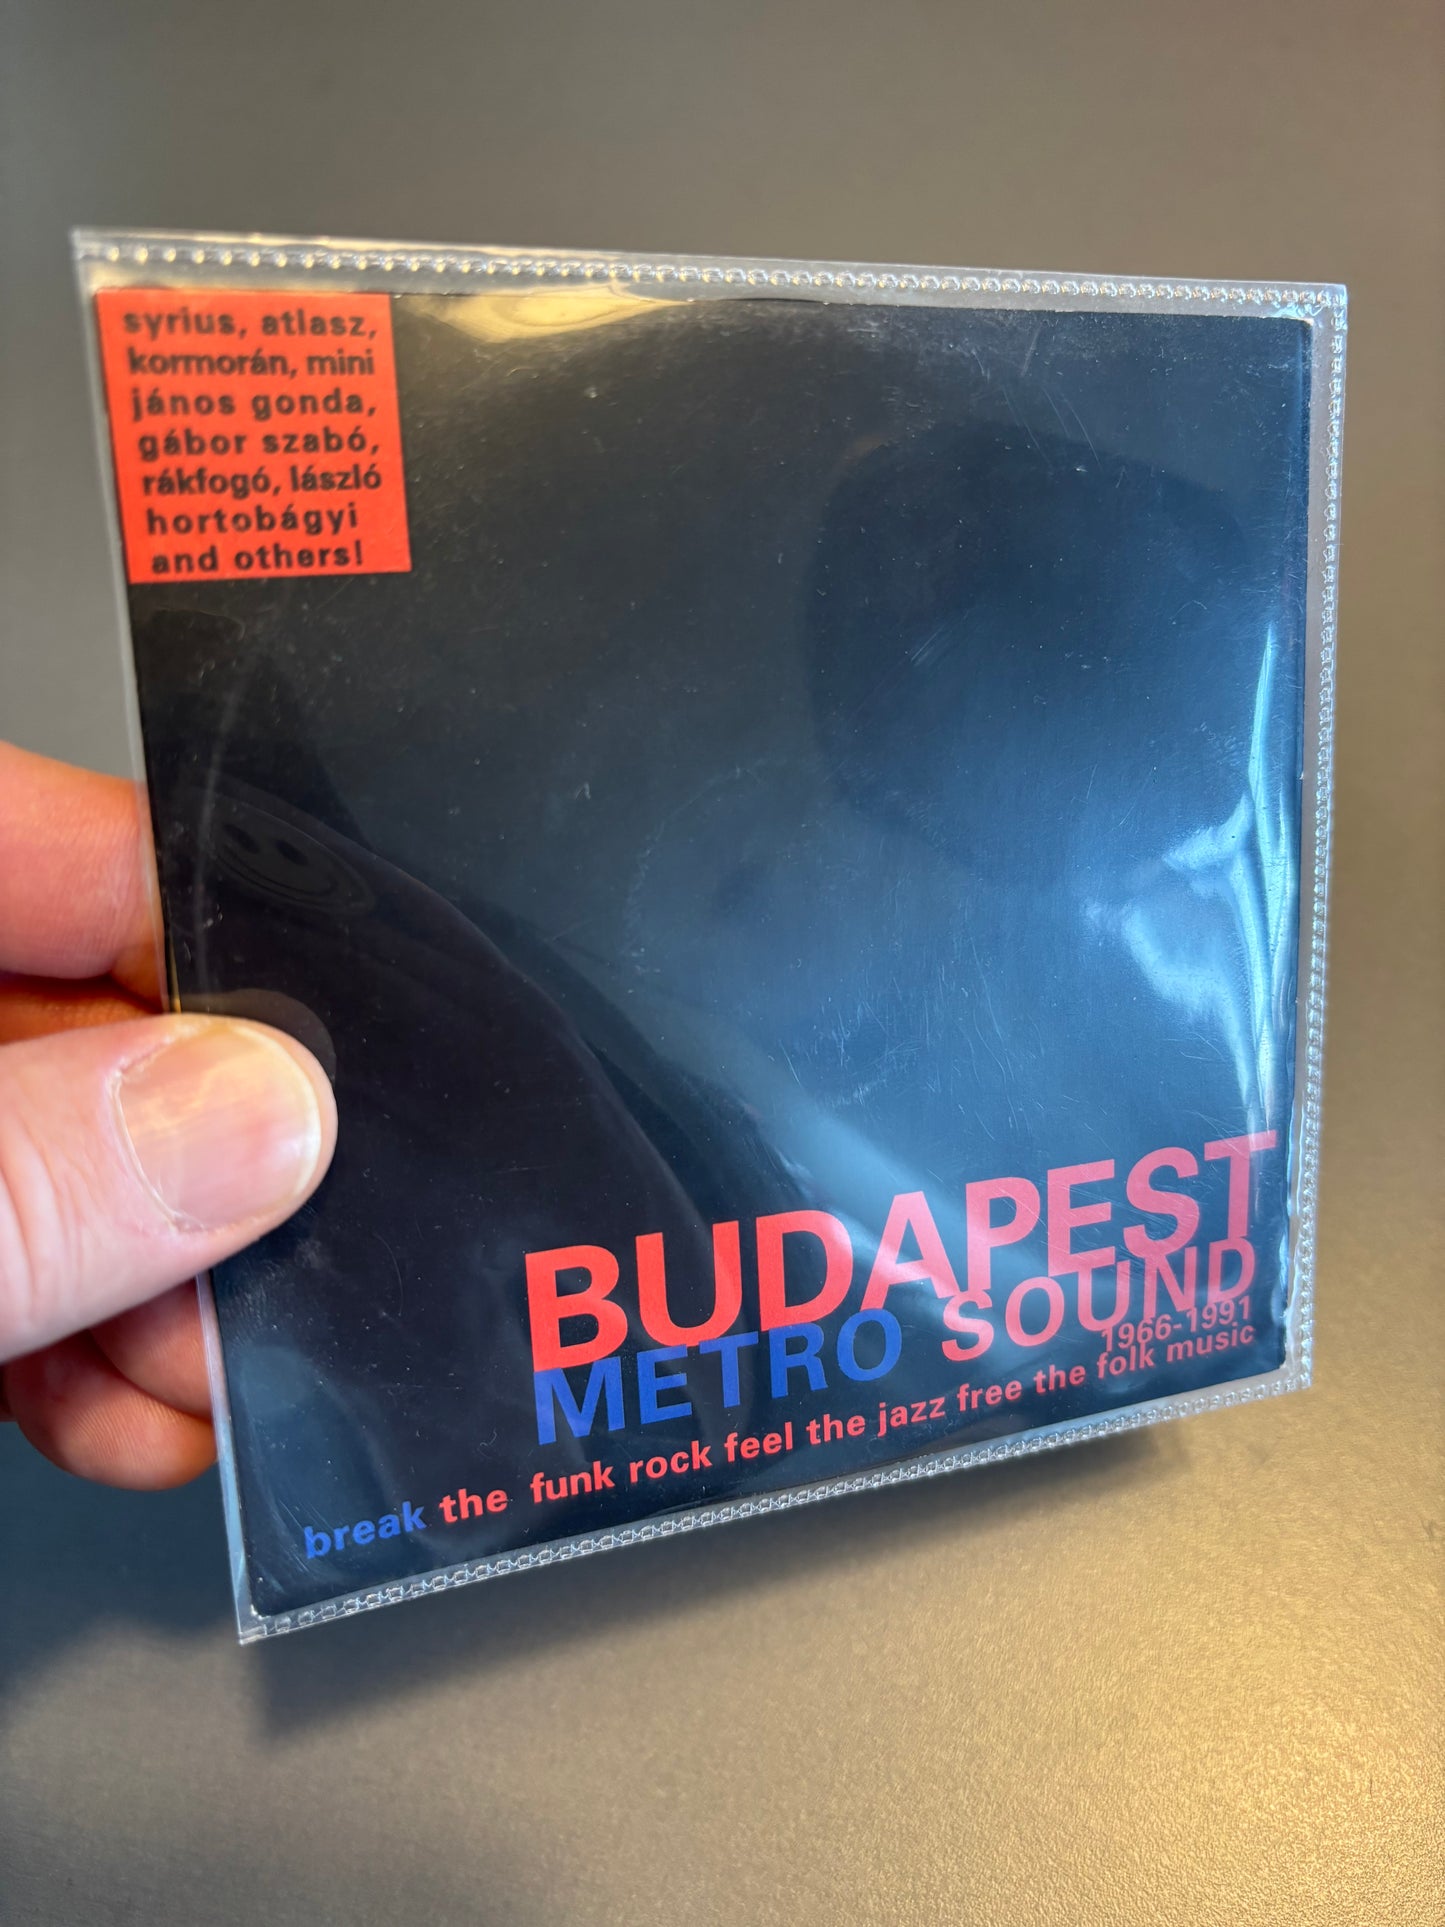 syrius, atlasz,
kormorán, mini
jános gonda,
gábor szabó,
rákfogó, lászló
hortobágyi
and others!
BUDAPEST
METRO SOUND
1966-1991
break the funk rock feel the jazz free the folk music